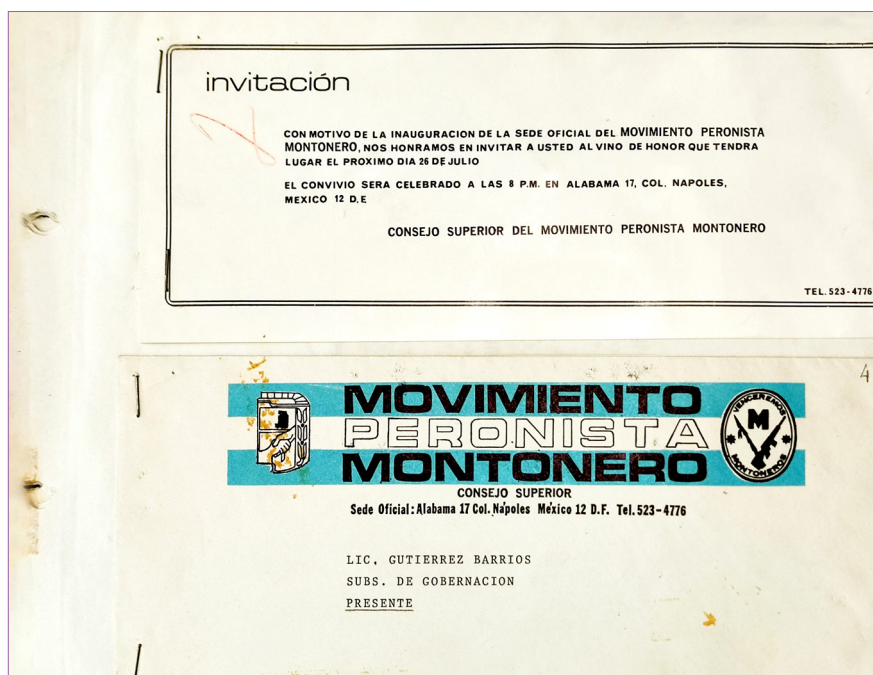 invitación
CON MOTIVO DE LA INAUGURACION DE LA SEDE OFICIAL DEL MOVIMIENTO PERONISTA
MONTONERO, NOS HONRAMOS EN INVITAR A USTED AL VINO DE HONOR QUE TENDRA
LUGAR EL PROXIMO DIA 26 DE JULIO
EL CONVIVIO SERA CELEBRADO A LAS 8 P.M. EN ALABAMA 17, COL. NAPOLES,
MEXICO 12 D.E
CONSEJO SUPERIOR DEL MOVIMIENTO PERONISTA MONTONERO
TEL. 523-4776
4
MOVIMIENTO
PERONISTA
MONTONERO
VENCEREMOS
M
MONTONEROS
CONSEJO SUPERIOR
Sede Oficial: Alabama 17 Col. Nápoles México 12 D.F. Tel. 523-4776
LIC. GUTIERREZ BARRIOS
SUBS. DE GOBERNACION
PRESENTE